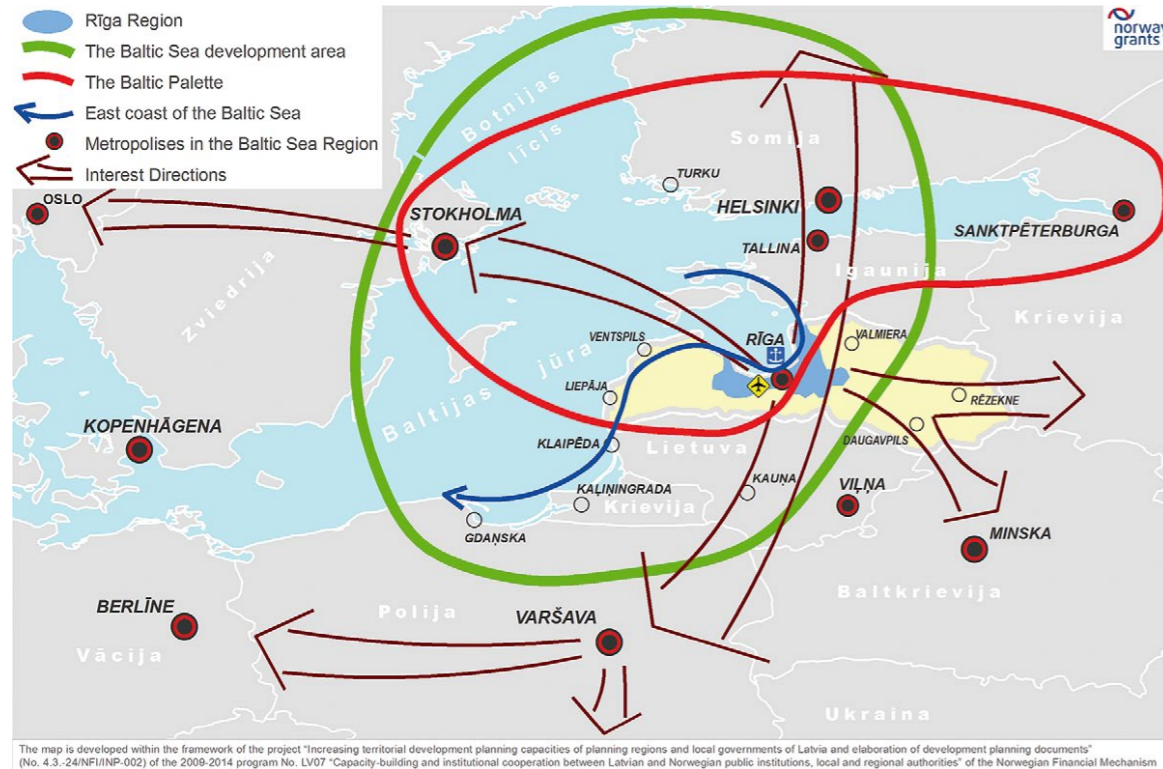 Rīga Region
The Baltic Sea development area
The Baltic Palette
East coast of the Baltic Sea
Metropolises in the Baltic Sea Region
Interest Directions
norway
grants
Botnijas
līcis
Somija
TURKU
OSLO
STOKHOLMA
HELSINKI
SANKTPĒTERBURGA
TALLINA
Igaunija
Zviedrija
Krievija
VENTSPILS
RĪGA
VALMIERA
Baltijas jūra
LIEPĀJA
RĒZEKNE
KOPENHĀGENA
KLAIPĒDA
Lietuva
DAUGAVPILS
KAUŅA
VIĻŅA
KAĻIŅINGRADA
Krievija
GDAŅSKA
MINSKA
Baltkrievija
BERLĪNE
Polija
VARŠAVA
Vācija
Ukraina
The map is developed within the framework of the project "Increasing territorial development planning capacities of planning regions and local governments of Latvia and elaboration of development planning documents"
(No. 4.3.-24/NFI/INP-002) of the 2009-2014 program No. LV07 "Capacity-building and institutional cooperation between Latvian and Norwegian public institutions, local and regional authorities" of the Norwegian Financial Mechanism